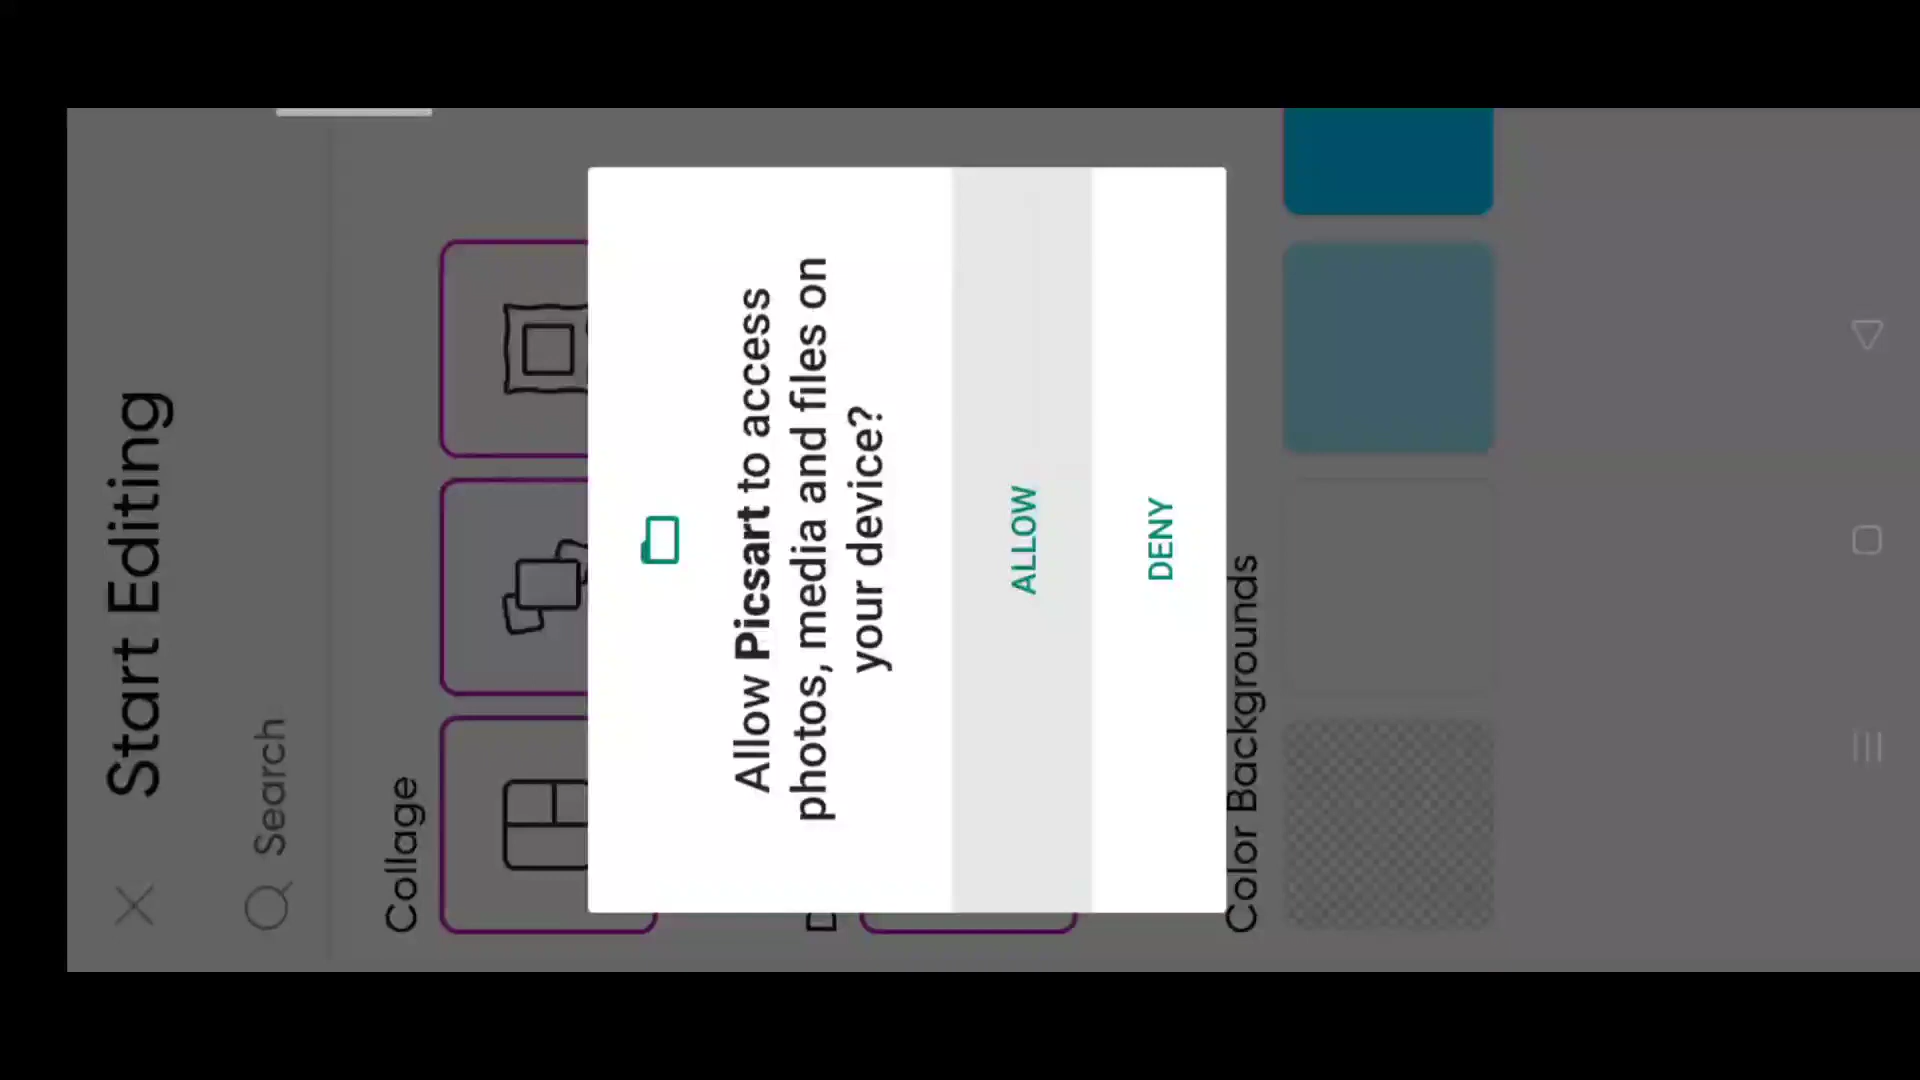 Start Editing
Search
Collage
Allow Picsart to access
photos, media and files on
your device?
ALLOW
DENY
Color Backgrounds